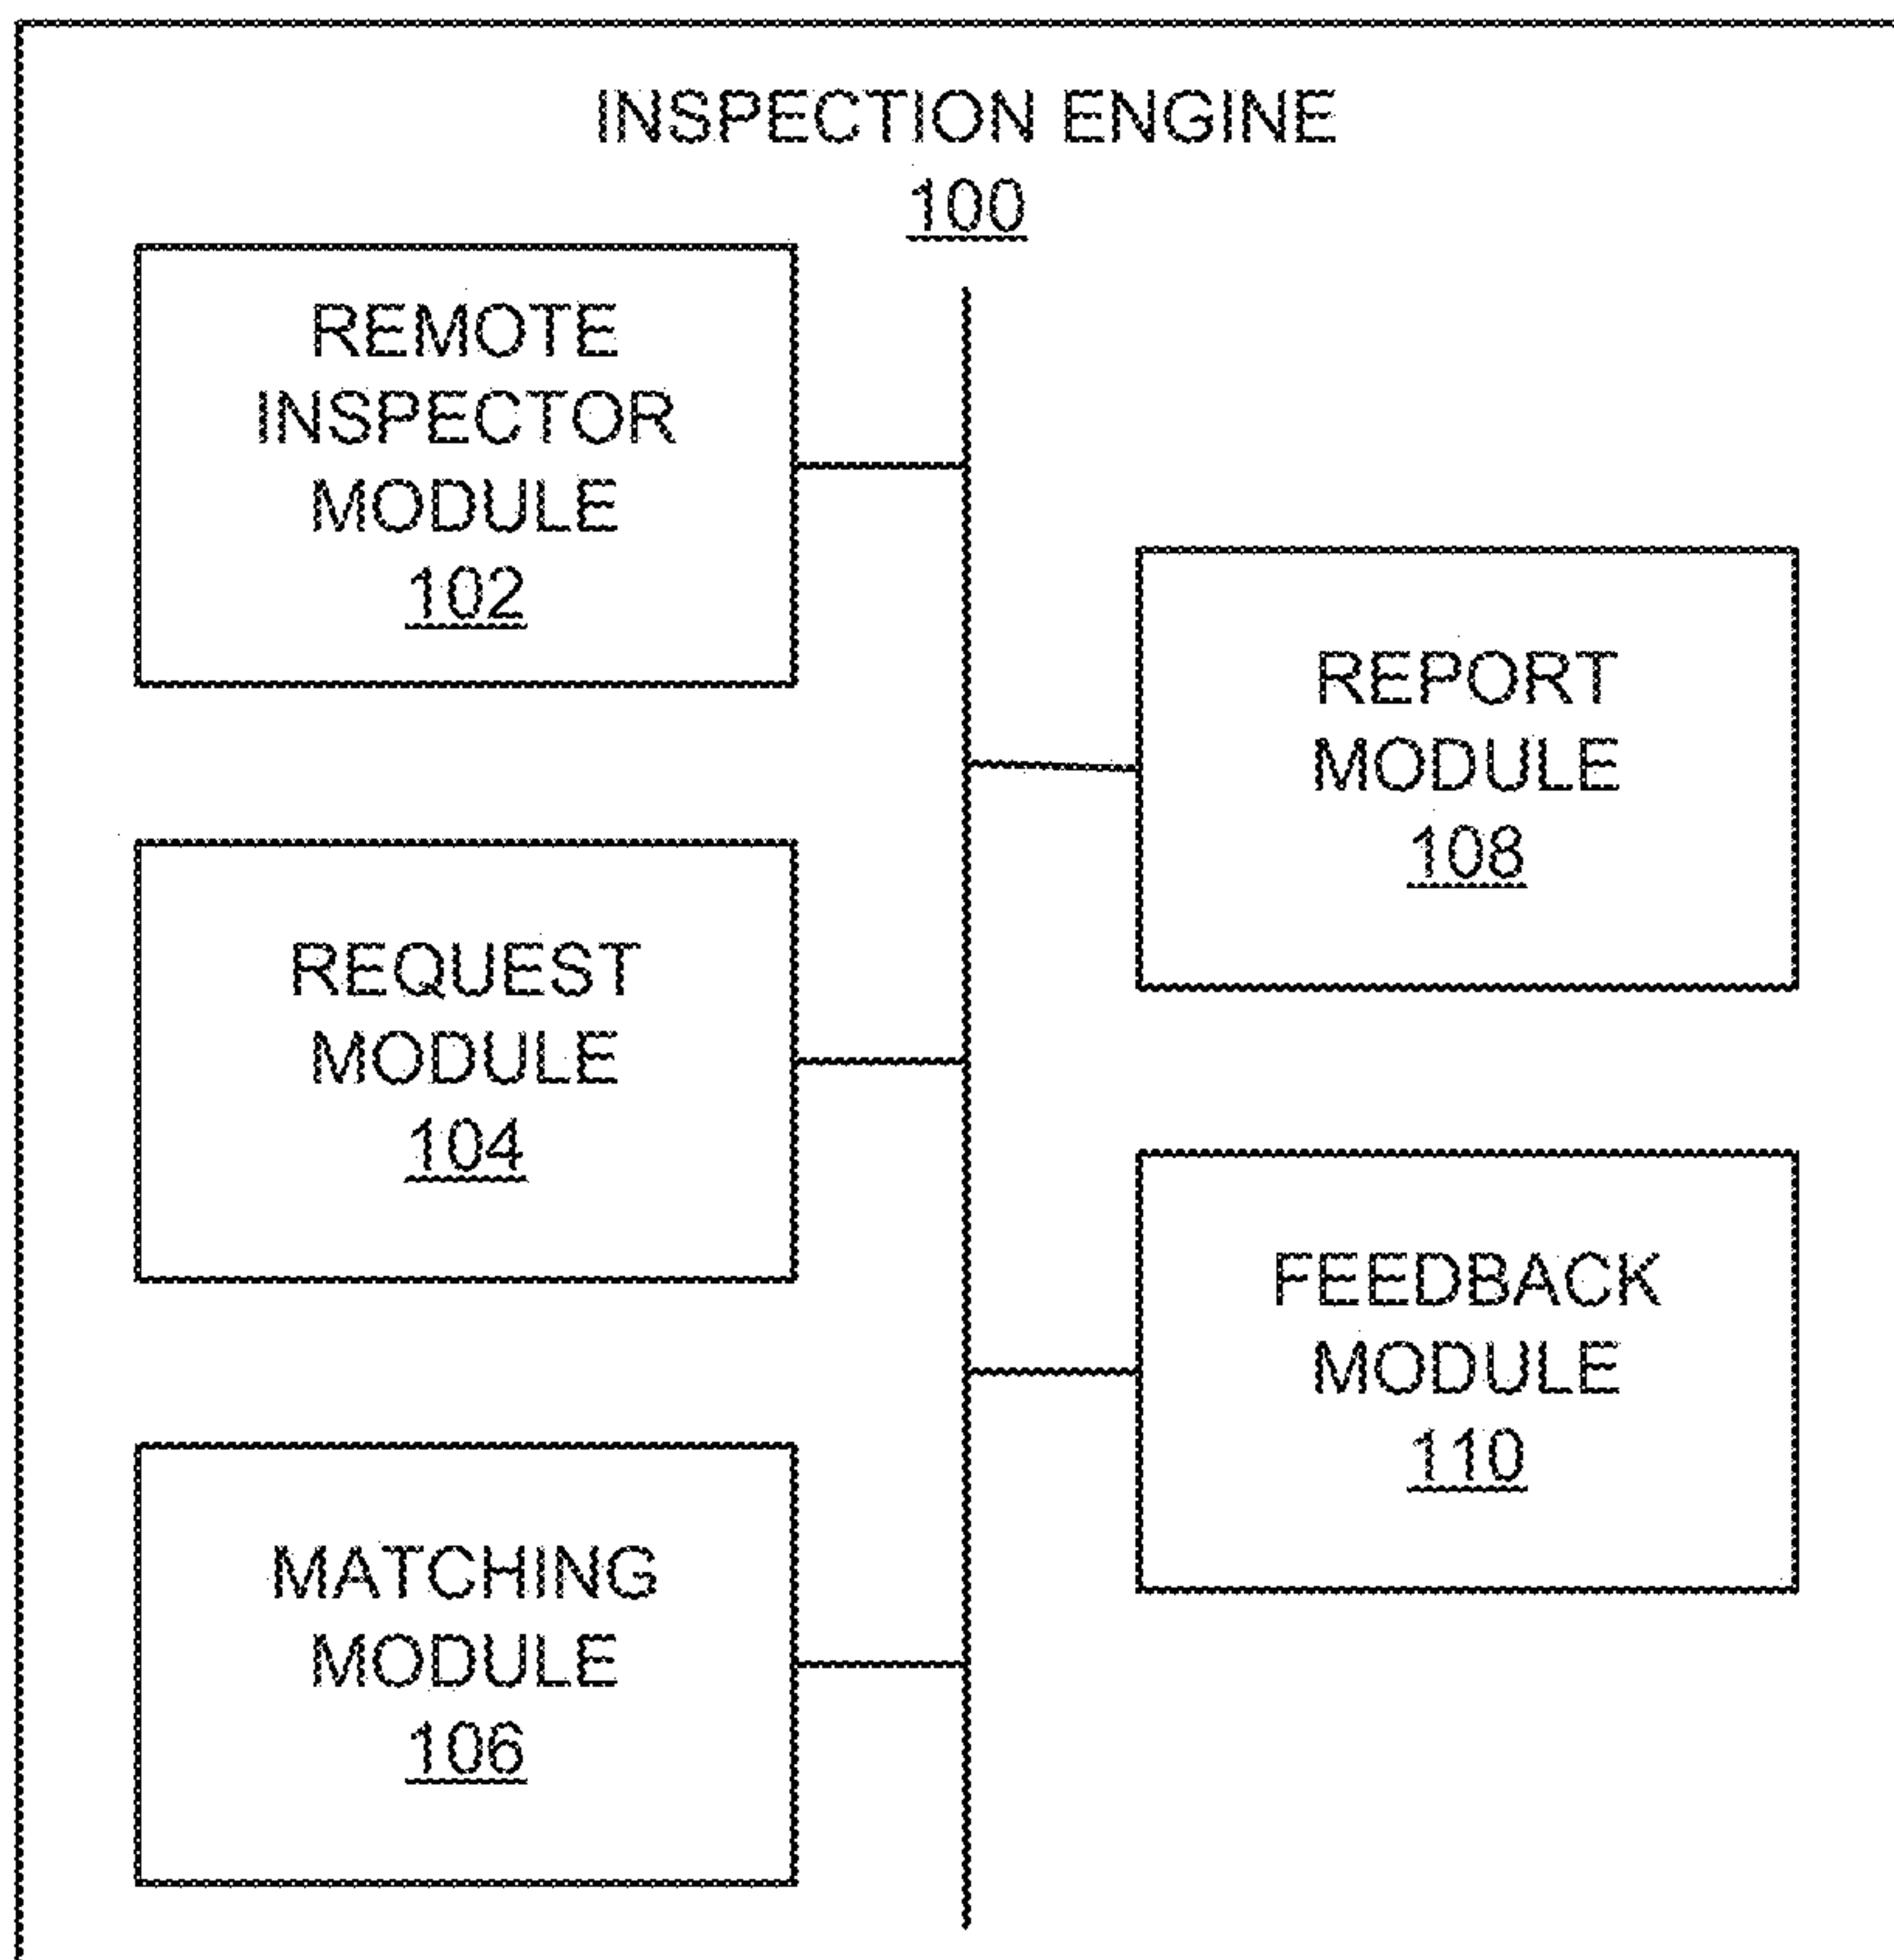 INSPECTION ENGINE
100
REMOTE
INSPECTOR
MODULE
102
REQUEST
MODULE
104
MATCHING
MODULE
106
REPORT
MODULE
108
FEEDBACK
MODULE
110